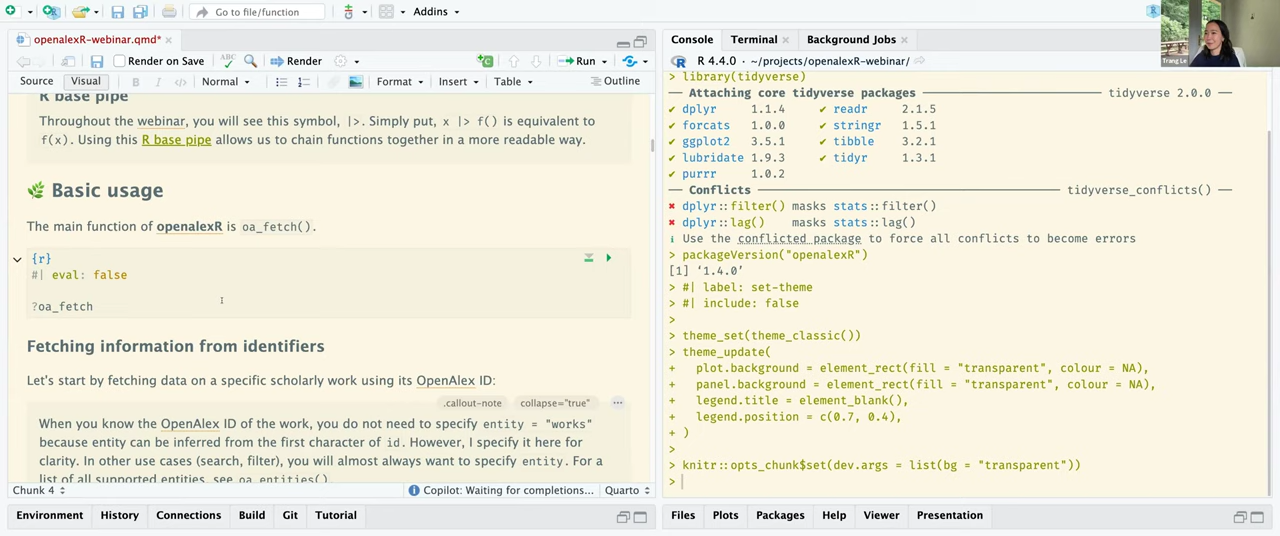 Go to file/function
Addins
openalexR-webinar.qmd*
Render on Save
ABC
Render
Run
Source
Visual
B
I
Normal
Format
Insert
Table
Outline
R base pipe
Throughout the webinar, you will see this symbol, |>. Simply put, x |> f() is equivalent to
f(x). Using this R base pipe allows us to chain functions together in a more readable way.
🌿 Basic usage
The main function of openalexR is oa_fetch().
{r}
#| eval: false
?oa_fetch
Fetching information from identifiers
Let's start by fetching data on a specific scholarly work using its OpenAlex ID:
.callout-note collapse="true"
When you know the OpenAlex ID of the work, you do not need to specify entity = "works"
because entity can be inferred from the first character of id. However, I specify it here for
clarity. In other use cases (search, filter), you will almost always want to specify entity. For a
list of all supported entities, see oa_entities().
Chunk 4
Copilot: Waiting for completions...
Quarto
Environment History Connections Build Git Tutorial
Console Terminal Background Jobs
R 4.4.0 · ~/projects/openalexR-webinar/
Trang Le
> library(tidyverse)
── Attaching core tidyverse packages ── tidyverse 2.0.0 ──
✔ dplyr 1.1.4 ✔ readr 2.1.5
✔ forcats 1.0.0 ✔ stringr 1.5.1
✔ ggplot2 3.5.1 ✔ tibble 3.2.1
✔ lubridate 1.9.3 ✔ tidyr 1.3.1
✔ purrr 1.0.2
── Conflicts ── tidyverse_conflicts() ──
✖ dplyr::filter() masks stats::filter()
✖ dplyr::lag() masks stats::lag()
ℹ Use the conflicted package to force all conflicts to become errors
> packageVersion("openalexR")
[1] ‘1.4.0’
> #| label: set-theme
> #| include: false
>
> theme_set(theme_classic())
> theme_update(
+ plot.background = element_rect(fill = "transparent", colour = NA),
+ panel.background = element_rect(fill = "transparent", colour = NA),
+ legend.title = element_blank(),
+ legend.position = c(0.7, 0.4),
+ )
>
> knitr::opts_chunk$set(dev.args = list(bg = "transparent"))
>
Files Plots Packages Help Viewer Presentation